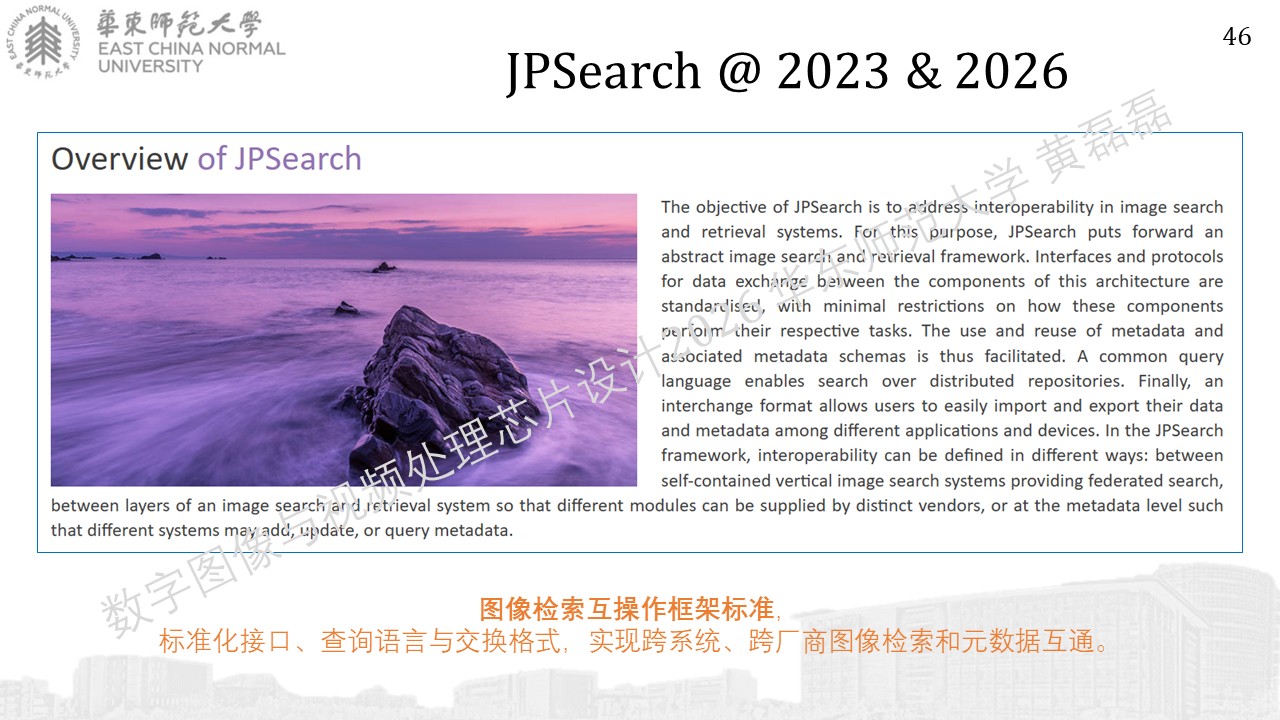 華東師範大學
EAST CHINA NORMAL
UNIVERSITY
EAST CHINA NORMAL UNIVERSITY
華東師範大學
46
JPSearch @ 2023 & 2026
Overview of JPSearch
The objective of JPSearch is to address interoperability in image search
and retrieval systems. For this purpose, JPSearch puts forward an
abstract image search and retrieval framework. Interfaces and protocols
for data exchange between the components of this architecture are
standardised, with minimal restrictions on how these components
perform their respective tasks. The use and reuse of metadata and
associated metadata schemas is thus facilitated. A common query
language enables search over distributed repositories. Finally, an
interchange format allows users to easily import and export their data
and metadata among different applications and devices. In the JPSearch
framework, interoperability can be defined in different ways: between
self-contained vertical image search systems providing federated search,
between layers of an image search and retrieval system so that different modules can be supplied by distinct vendors, or at the metadata level such
that different systems may add, update, or query metadata.
数字图像与视频处理芯片设计2026 华东师范大学 黄磊磊
图像检索互操作框架标准,
标准化接口、查询语言与交换格式, 实现跨系统、跨厂商图像检索和元数据互通。